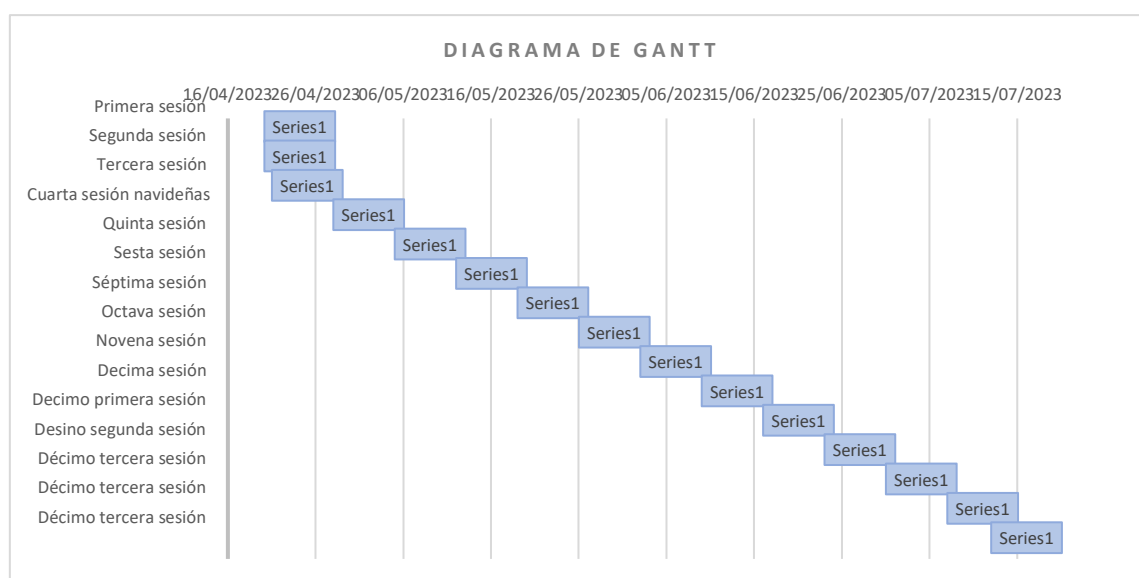 DIAGRAMA DE GANTT
16/04/2023 26/04/2023 06/05/2023 16/05/2023 26/05/2023 05/06/2023 15/06/2023 25/06/2023 05/07/2023 15/07/2023
Primera sesión
Series1
Segunda sesión
Series1
Tercera sesión
Series1
Cuarta sesión navideñas
Series1
Quinta sesión
Series1
Sesta sesión
Series1
Séptima sesión
Series1
Octava sesión
Series1
Novena sesión
Series1
Decima sesión
Series1
Decimo primera sesión
Series1
Desino segunda sesión
Series1
Décimo tercera sesión
Series1
Décimo tercera sesión
Series1
Décimo tercera sesión
Series1